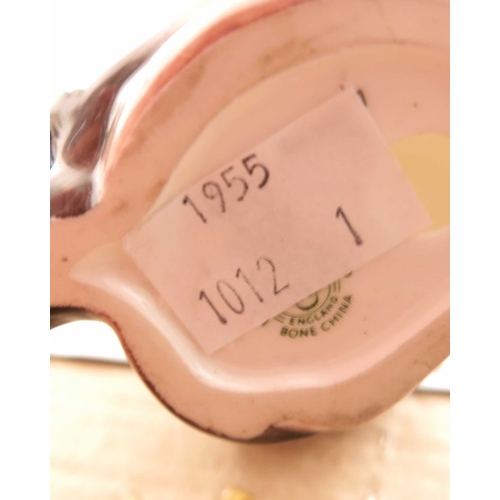 1955
1012 1
ENGLAND
BONE CHINA